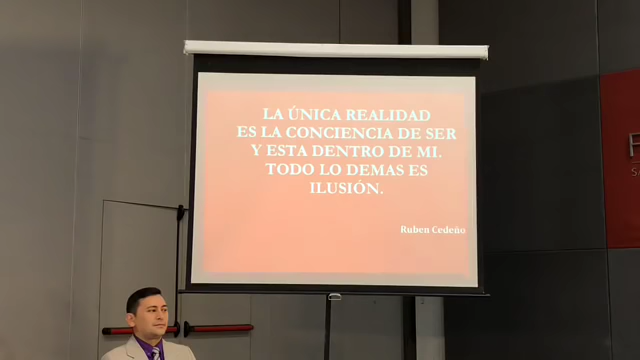 LA ÚNICA REALIDAD
ES LA CONCIENCIA DE SER
Y ESTA DENTRO DE MI.
TODO LO DEMAS ES
ILUSIÓN.
Ruben Cedeño